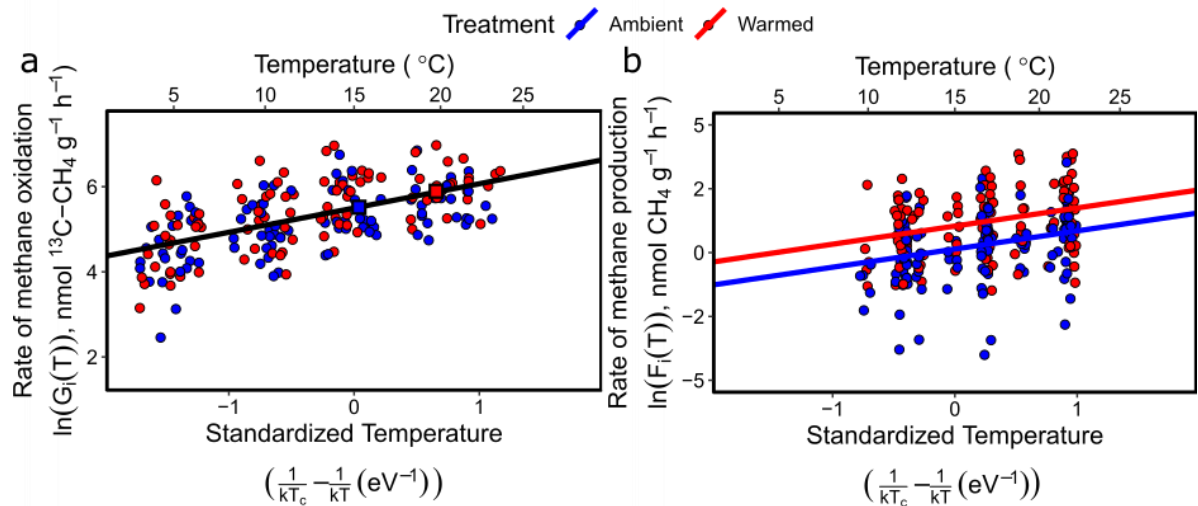 Treatment Ambient Warmed
a
Temperature ( °C)
5 10 15 20 25
Rate of methane oxidation
ln(Gᵢ(T)), nmol ¹³C−CH₄ g⁻¹ h⁻¹
6
4
2
−1 0 1
Standardized Temperature
(1/kT_c − 1/kT (eV⁻¹))
b
Temperature ( °C)
5 10 15 20 25
Rate of methane production
ln(Fᵢ(T)), nmol CH₄ g⁻¹ h⁻¹
5
2
0
−2
−5
−1 0 1
Standardized Temperature
(1/kT_c − 1/kT (eV⁻¹))